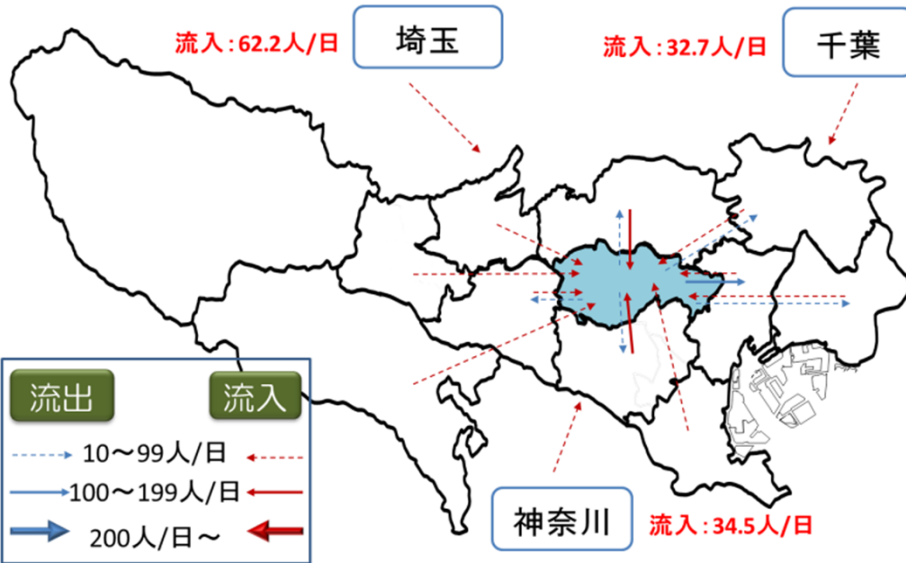 流入:62.2人/日
埼玉
流入:32.7人/日
千葉
流出
流入
10～99人/日
100～199人/日
200人/日～
神奈川
流入:34.5人/日